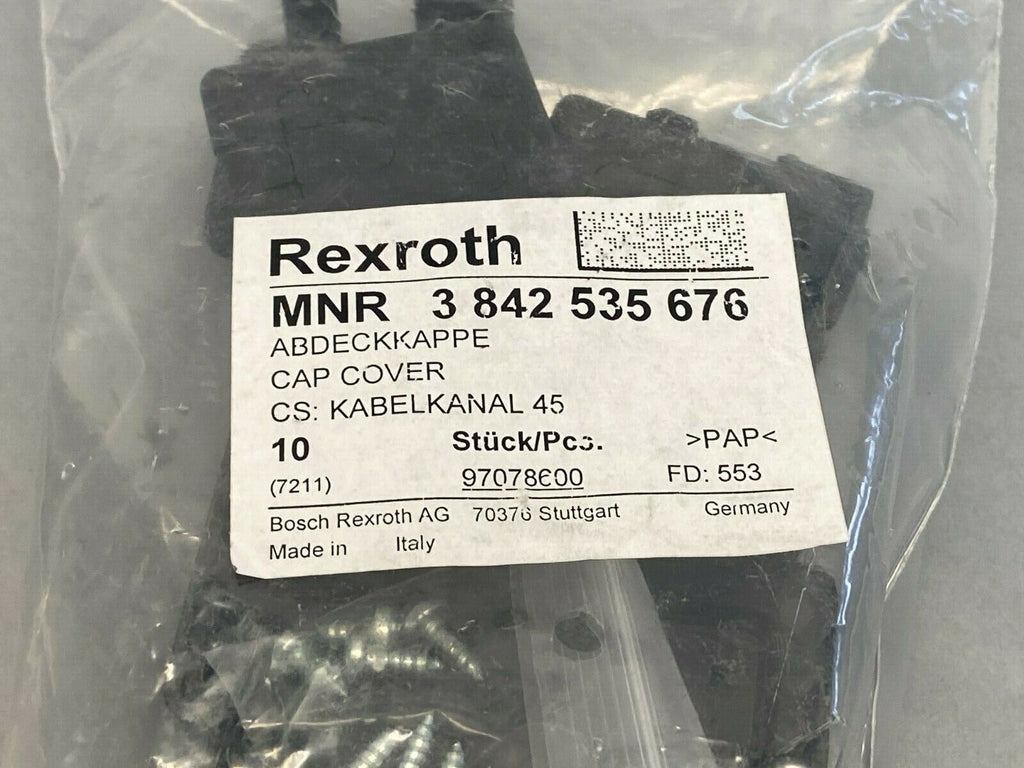 Rexroth
MNR 3 842 535 676
ABDECKKAPPE
CAP COVER
CS: KABELKANAL 45
10 Stück/Pcs. >PAP<
(7211) 97078600 FD: 553
Bosch Rexroth AG 70376 Stuttgart Germany
Made in Italy